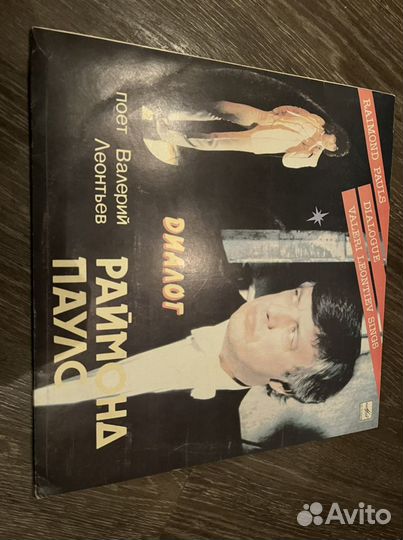 RAIMOND PAULS
DIALOGUE
VALERI LEONTIEV SINGS
поет Валерий
Леонтьев
ДИАЛОГ
РАЙМОНД
ПАУЛС
Avito